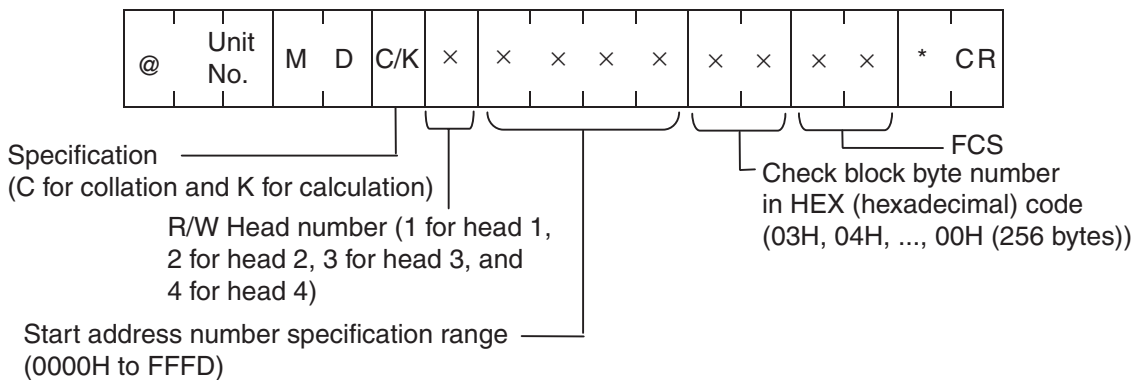 @ Unit No. M D C/K × × × × × × × × × * CR
Specification
(C for collation and K for calculation)
R/W Head number (1 for head 1,
2 for head 2, 3 for head 3, and
4 for head 4)
Start address number specification range
(0000H to FFFD)
FCS
Check block byte number
in HEX (hexadecimal) code
(03H, 04H, ..., 00H (256 bytes))